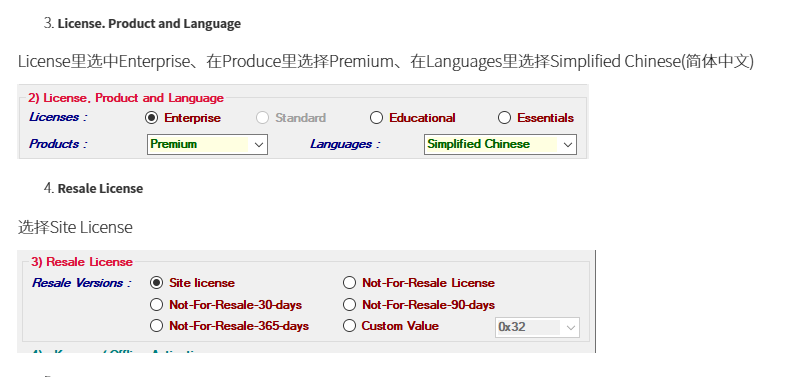 3. License. Product and Language
License里选中Enterprise、在Produce里选择Premium、在Languages里选择Simplified Chinese(简体中文)
2) License, Product and Language
Licenses : Enterprise Standard Educational Essentials
Products : Premium Languages : Simplified Chinese
4. Resale License
选择Site License
3) Resale License
Resale Versions : Site license Not-For-Resale License
Not-For-Resale-30-days Not-For-Resale-90-days
Not-For-Resale-365-days Custom Value 0x32